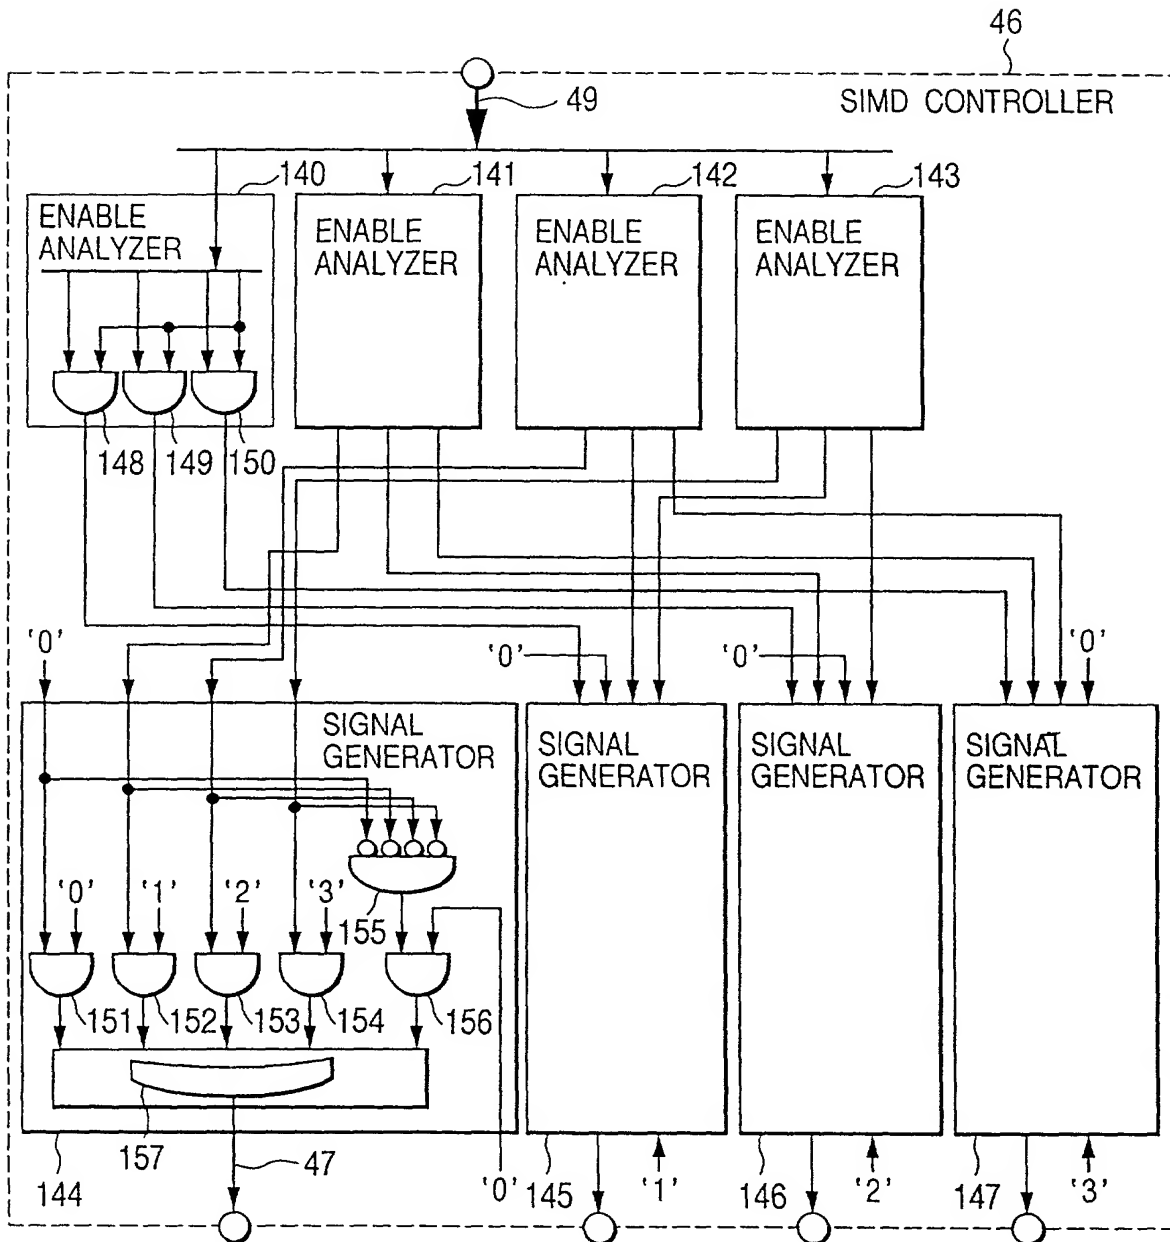 46
49
SIMD CONTROLLER
140
141
142
143
ENABLE
ANALYZER
ENABLE
ANALYZER
ENABLE
ANALYZER
ENABLE
ANALYZER
148
149
150
'0'
'0'
'0'
'0'
SIGNAL
GENERATOR
SIGNAL
GENERATOR
SIGNAL
GENERATOR
SIGNAL
GENERATOR
'0'
'1'
'2'
'3'
155
151
152
153
154
156
157
47
144
'0'
145
'1'
146
'2'
147
'3'